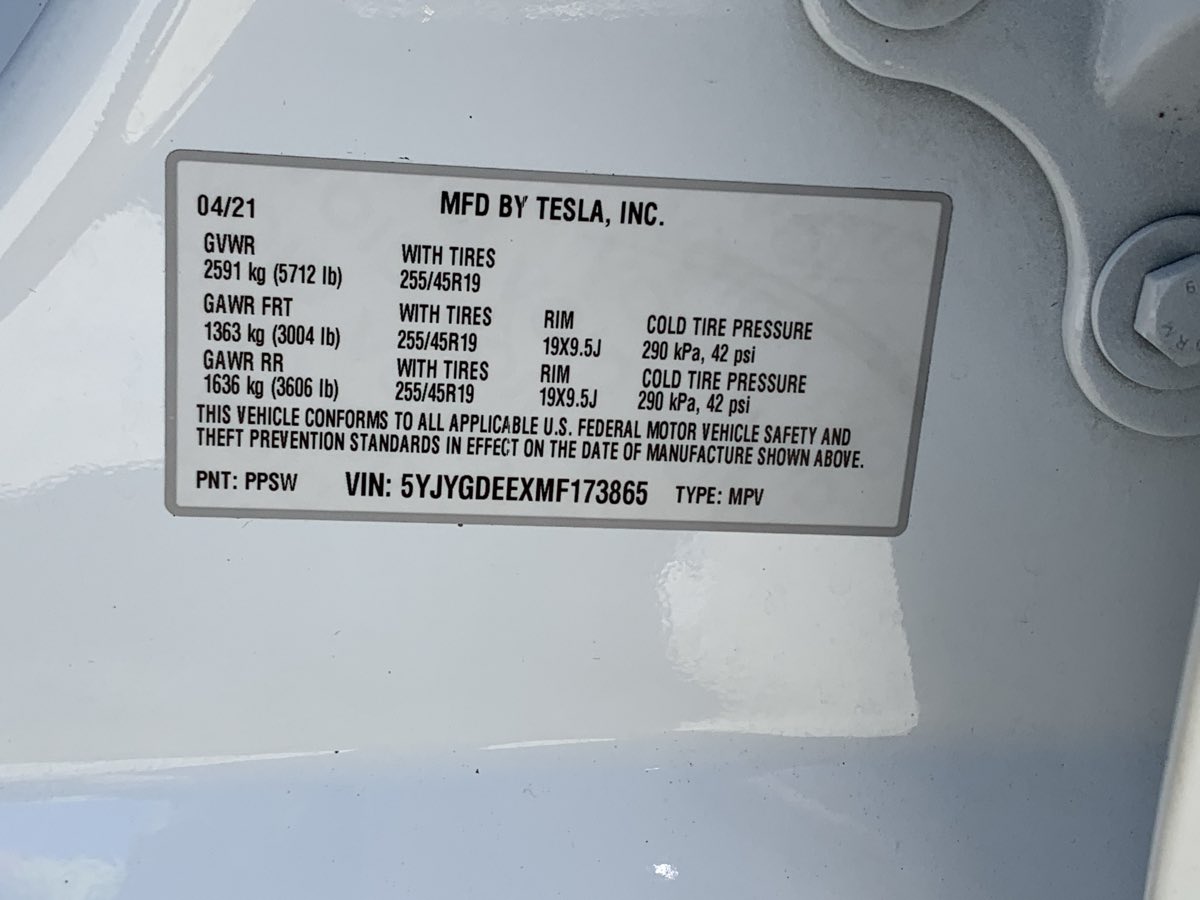 04/21 MFD BY TESLA, INC.
GVWR WITH TIRES
2591 kg (5712 lb) 255/45R19
GAWR FRT WITH TIRES RIM COLD TIRE PRESSURE
1363 kg (3004 lb) 255/45R19 19X9.5J 290 kPa, 42 psi
GAWR RR WITH TIRES RIM COLD TIRE PRESSURE
1636 kg (3606 lb) 255/45R19 19X9.5J 290 kPa, 42 psi
THIS VEHICLE CONFORMS TO ALL APPLICABLE U.S. FEDERAL MOTOR VEHICLE SAFETY AND
THEFT PREVENTION STANDARDS IN EFFECT ON THE DATE OF MANUFACTURE SHOWN ABOVE.
PNT: PPSW VIN: 5YJYGDEEXMF173865 TYPE: MPV